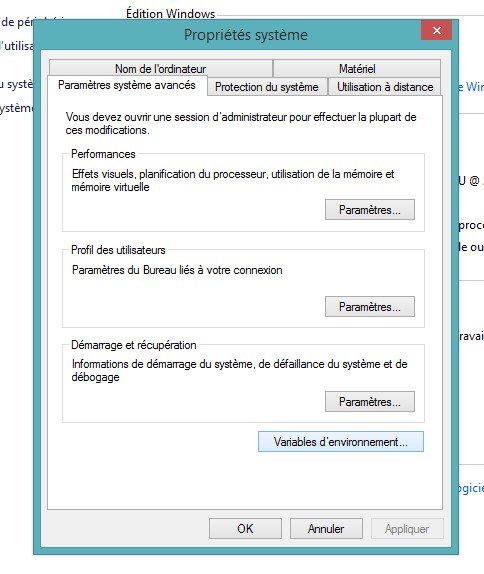 Édition Windows
de périphéri
l'utilisa
u systè
système
Propriétés système
Nom de l'ordinateur
Matériel
Paramètres système avancés
Protection du système
Utilisation à distance
Vous devez ouvrir une session d'administrateur pour effectuer la plupart de
ces modifications.
Performances
Effets visuels, planification du processeur, utilisation de la mémoire et
mémoire virtuelle
Paramètres...
Profil des utilisateurs
Paramètres du Bureau liés à votre connexion
Paramètres...
Démarrage et récupération
Informations de démarrage du système, de défaillance du système et de
débogage
Paramètres...
Variables d'environnement...
OK
Annuler
Appliquer
e Win
U @
proce
le ou
ravai
ogicie